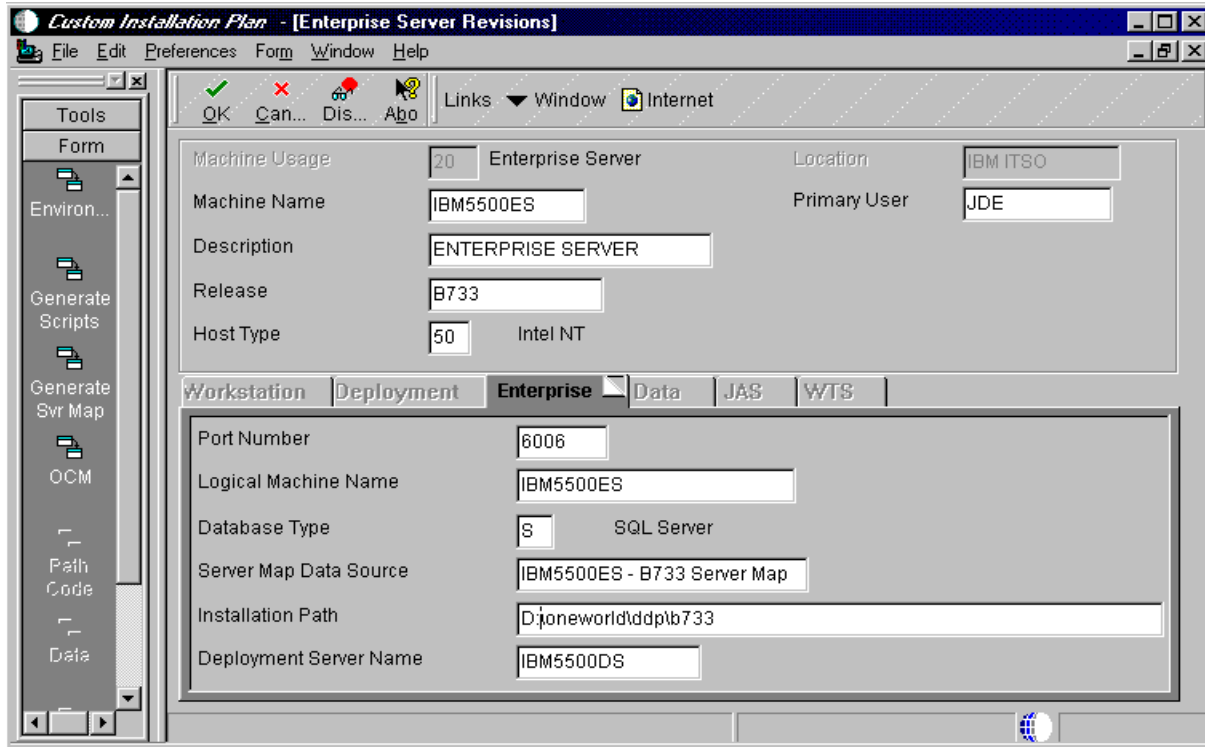 Custom Installation Plan - [Enterprise Server Revisions]
File Edit Preferences Form Window Help
OK Can... Dis... Abo Links Window Internet
Tools
Form
Environ...
Generate
Scripts
Generate
Svr Map
OCM
Path
Code
Data
Machine Usage 20 Enterprise Server Location IBM ITSO
Machine Name IBM5500ES Primary User JDE
Description ENTERPRISE SERVER
Release B733
Host Type 50 Intel NT
Workstation Deployment Enterprise Data JAS WTS
Port Number 6006
Logical Machine Name IBM5500ES
Database Type S SQL Server
Server Map Data Source IBM5500ES - B733 Server Map
Installation Path D:\oneworld\ddp\b733
Deployment Server Name IBM5500DS